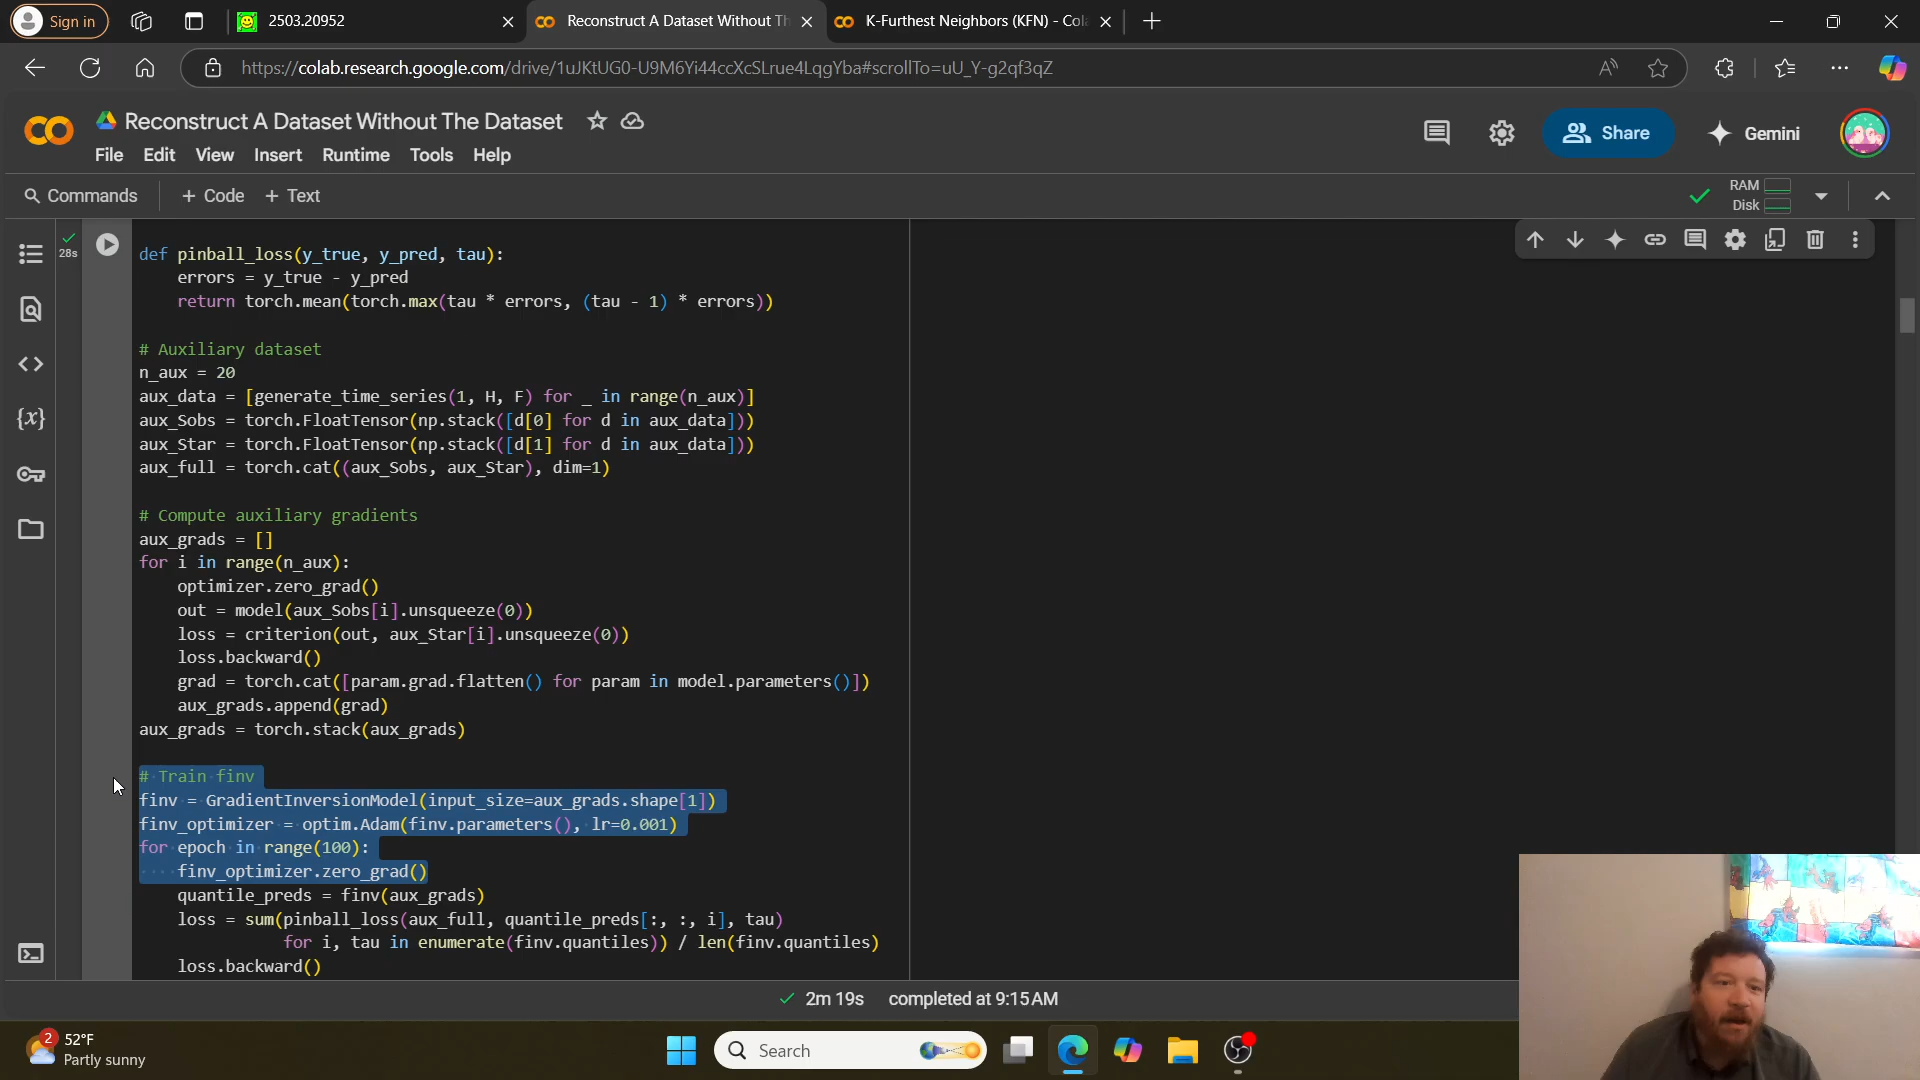 Sign in
2503.20952
Reconstruct A Dataset Without Th
K-Furthest Neighbors (KFN) - Cola
https://colab.research.google.com/drive/1uJKtUG0-U9M6Yi44ccXcSLrue4LqgYba#scrollTo=uU_Y-g2qf3qZ
Reconstruct A Dataset Without The Dataset
File Edit View Insert Runtime Tools Help
Share
Gemini
Commands
+ Code + Text
RAM
Disk
28s
def pinball_loss(y_true, y_pred, tau):
    errors = y_true - y_pred
    return torch.mean(torch.max(tau * errors, (tau - 1) * errors))
# Auxiliary dataset
n_aux = 20
aux_data = [generate_time_series(1, H, F) for _ in range(n_aux)]
aux_Sobs = torch.FloatTensor(np.stack([d[0] for d in aux_data]))
aux_Star = torch.FloatTensor(np.stack([d[1] for d in aux_data]))
aux_full = torch.cat((aux_Sobs, aux_Star), dim=1)
# Compute auxiliary gradients
aux_grads = []
for i in range(n_aux):
    optimizer.zero_grad()
    out = model(aux_Sobs[i].unsqueeze(0))
    loss = criterion(out, aux_Star[i].unsqueeze(0))
    loss.backward()
    grad = torch.cat([param.grad.flatten() for param in model.parameters()])
    aux_grads.append(grad)
aux_grads = torch.stack(aux_grads)
# Train finv
finv = GradientInversionModel(input_size=aux_grads.shape[1])
finv_optimizer = optim.Adam(finv.parameters(), lr=0.001)
for epoch in range(100):
    finv_optimizer.zero_grad()
    quantile_preds = finv(aux_grads)
    loss = sum(pinball_loss(aux_full, quantile_preds[:, :, i], tau)
               for i, tau in enumerate(finv.quantiles)) / len(finv.quantiles)
    loss.backward()
2m 19s completed at 9:15 AM
2
52°F
Partly sunny
Search